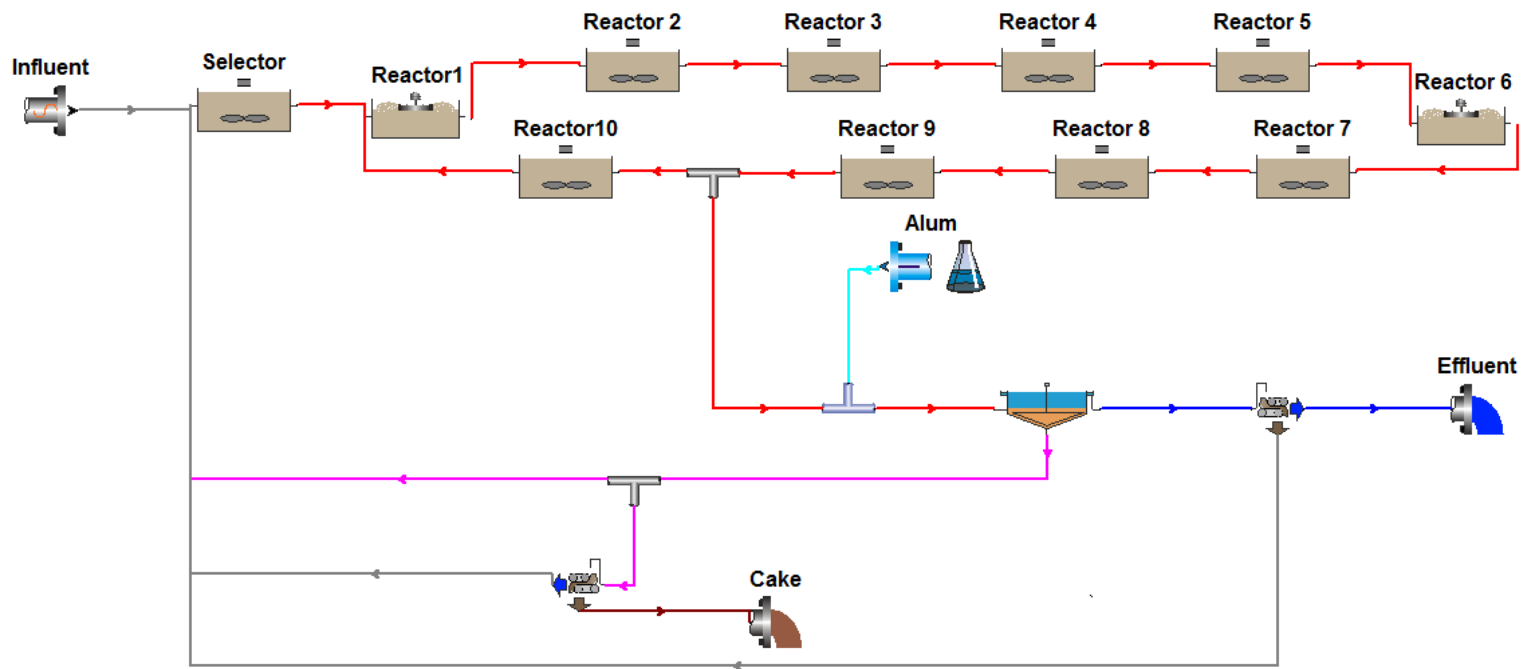 Influent
Selector
Reactor1
Reactor 2
Reactor 3
Reactor 4
Reactor 5
Reactor 6
Reactor10
Reactor 9
Reactor 8
Reactor 7
Alum
Effluent
Cake